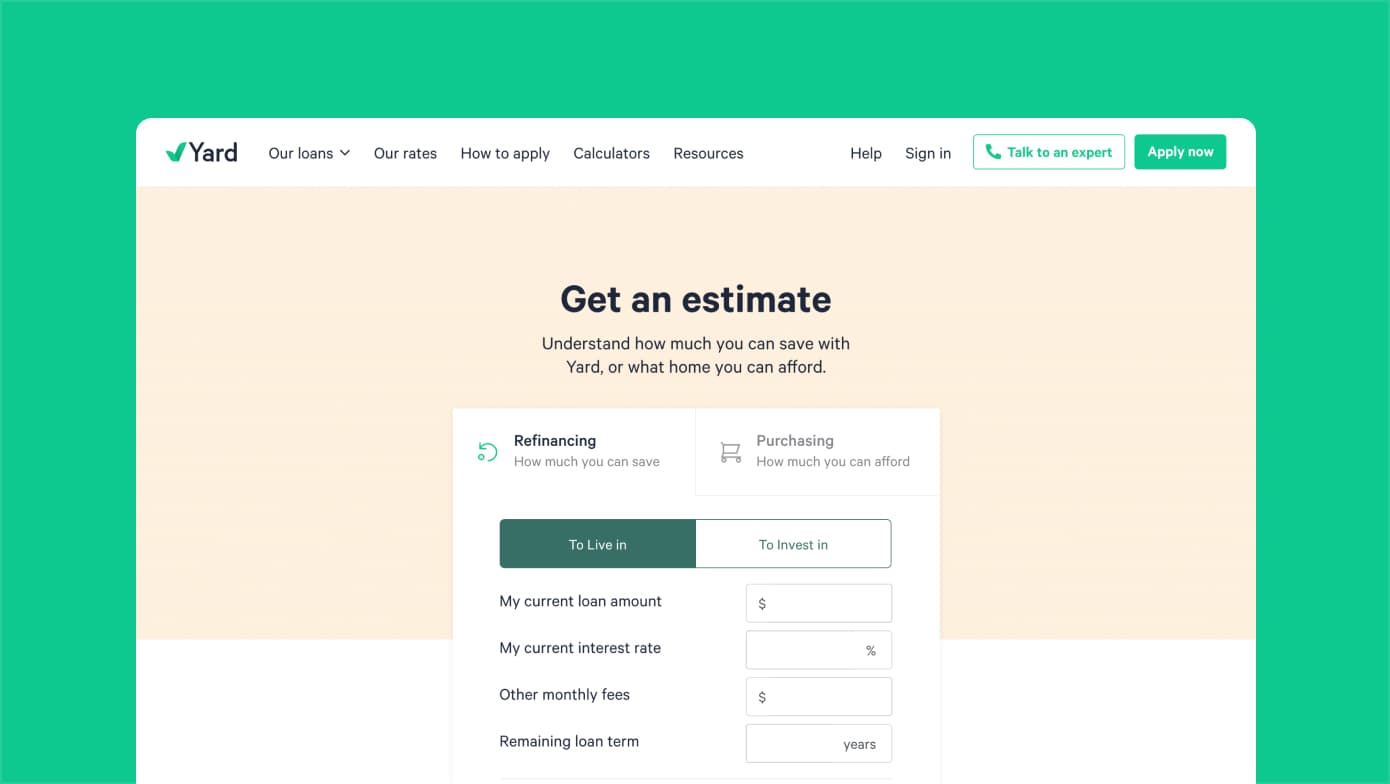 Yard
Our loans
Our rates
How to apply
Calculators
Resources
Help
Sign in
Talk to an expert
Apply now
Get an estimate
Understand how much you can save with
Yard, or what home you can afford.
Refinancing
How much you can save
Purchasing
How much you can afford
To Live in
To Invest in
My current loan amount
$
My current interest rate
%
Other monthly fees
$
Remaining loan term
years